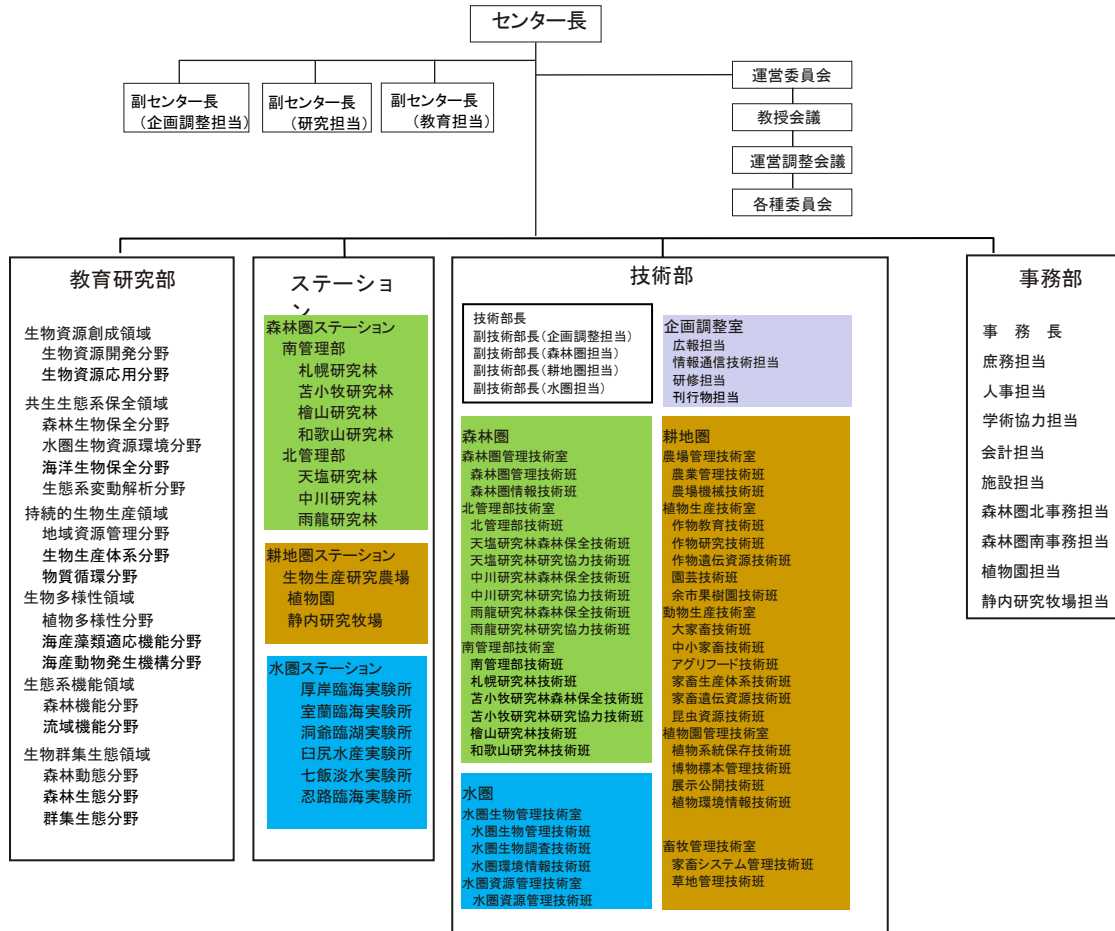 センター長
副センター長
（企画調整担当）
副センター長
（研究担当）
副センター長
（教育担当）
運営委員会
教授会議
運営調整会議
各種委員会
教育研究部
生物資源創成領域
生物資源開発分野
生物資源応用分野
共生生態系保全領域
森林生物保全分野
水圏生物資源環境分野
海洋生物保全分野
生態系変動解析分野
持続的生物生産領域
地域資源管理分野
生物生産体系分野
物質循環分野
生物多様性領域
植物多様性分野
海産藻類適応機能分野
海産動物発生機構分野
生態系機能領域
森林機能分野
流域機能分野
生物群集生態領域
森林動態分野
森林生態分野
群集生態分野
ステーショ
ン
森林圏ステーション
南管理部
札幌研究林
苫小牧研究林
檜山研究林
和歌山研究林
北管理部
天塩研究林
中川研究林
雨龍研究林
耕地圏ステーション
生物生産研究農場
植物園
静内研究牧場
水圏ステーション
厚岸臨海実験所
室蘭臨海実験所
洞爺臨湖実験所
臼尻水産実験所
七飯淡水実験所
忍路臨海実験所
技術部
技術部長
副技術部長（企画調整担当）
副技術部長（森林圏担当）
副技術部長（耕地圏担当）
副技術部長（水圏担当）
企画調整室
広報担当
情報通信技術担当
研修担当
刊行物担当
森林圏
森林圏管理技術室
森林圏管理技術班
森林圏情報技術班
北管理部技術室
北管理部技術班
天塩研究林森林保全技術班
天塩研究林研究協力技術班
中川研究林森林保全技術班
中川研究林研究協力技術班
雨龍研究林森林保全技術班
雨龍研究林研究協力技術班
南管理部技術室
南管理部技術班
札幌研究林技術班
苫小牧研究林森林保全技術班
苫小牧研究林研究協力技術班
檜山研究林技術班
和歌山研究林技術班
水圏
水圏生物管理技術室
水圏生物管理技術班
水圏生物調査技術班
水圏環境情報技術班
水圏資源管理技術室
水圏資源管理技術班
耕地圏
農場管理技術室
農業管理技術班
農場機械技術班
植物生産技術室
作物教育技術班
作物研究技術班
作物遺伝資源技術班
園芸技術班
余市果樹園技術班
動物生産技術室
大家畜技術班
中小家畜技術班
アグリフード技術班
家畜生産体系技術班
家畜遺伝資源技術班
昆虫資源技術班
植物園管理技術室
植物系統保存技術班
博物標本管理技術班
展示公開技術班
植物環境情報技術班
畜牧管理技術室
家畜システム管理技術班
草地管理技術班
事務部
事 務 長
庶務担当
人事担当
学術協力担当
会計担当
施設担当
森林圏北事務担当
森林圏南事務担当
植物園担当
静内研究牧場担当